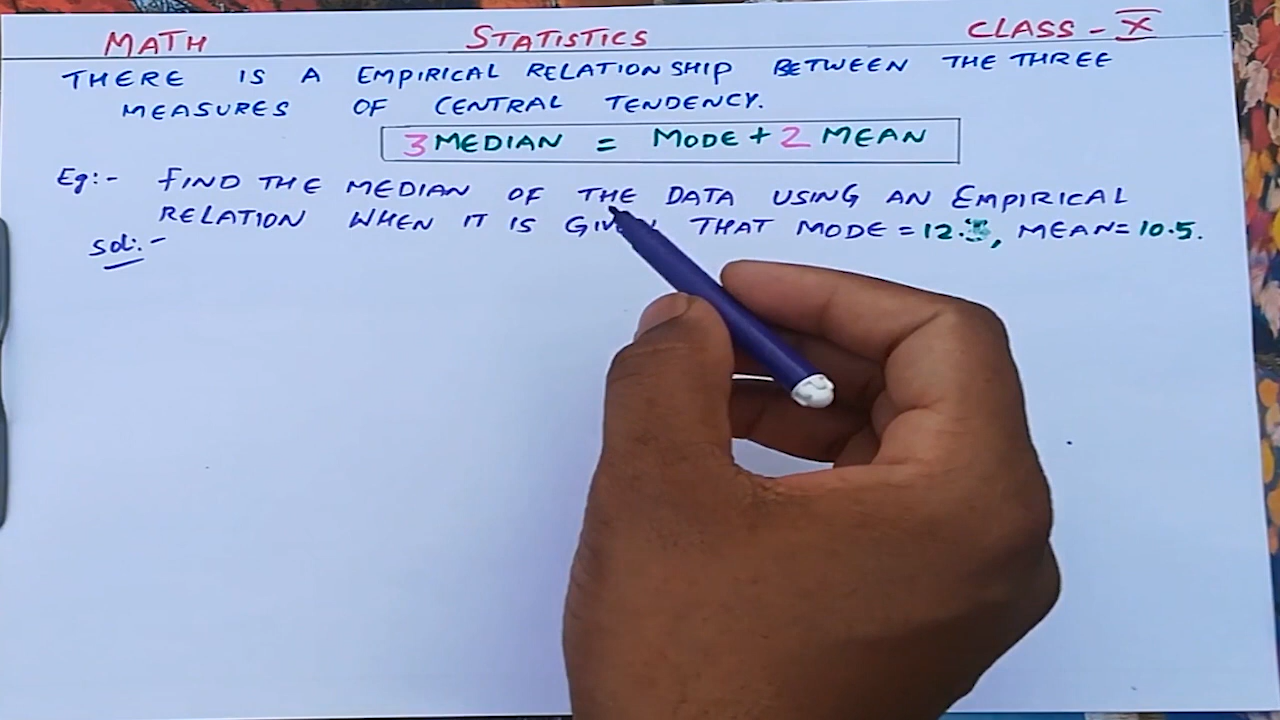 MATH STATISTICS CLASS - X
THERE IS A EMPIRICAL RELATIONSHIP BETWEEN THE THREE
MEASURES OF CENTRAL TENDENCY.
3 MEDIAN = MODE + 2 MEAN
Eg:- FIND THE MEDIAN OF THE DATA USING AN EMPIRICAL
RELATION WHEN IT IS THAT MODE = 12. , MEAN = 10.5.
Sol:-